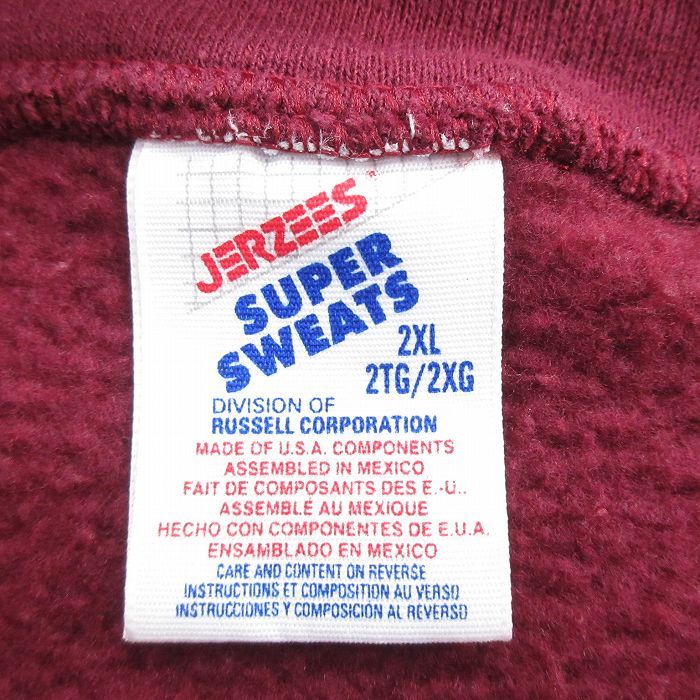 JERZEES
SUPER
SWEATS
2XL
2TG/2XG
DIVISION OF
RUSSELL CORPORATION
MADE OF U.S.A. COMPONENTS
ASSEMBLED IN MEXICO
FAIT DE COMPOSANTS DES E.-U..
ASSEMBLÉ AU MEXIQUE
HECHO CON COMPONENTES DE E.U.A.
ENSAMBLADO EN MEXICO
CARE AND CONTENT ON REVERSE
INSTRUCTIONS ET COMPOSITION AU VERSO
INSTRUCCIONES Y COMPOSICIÓN AL REVERSO